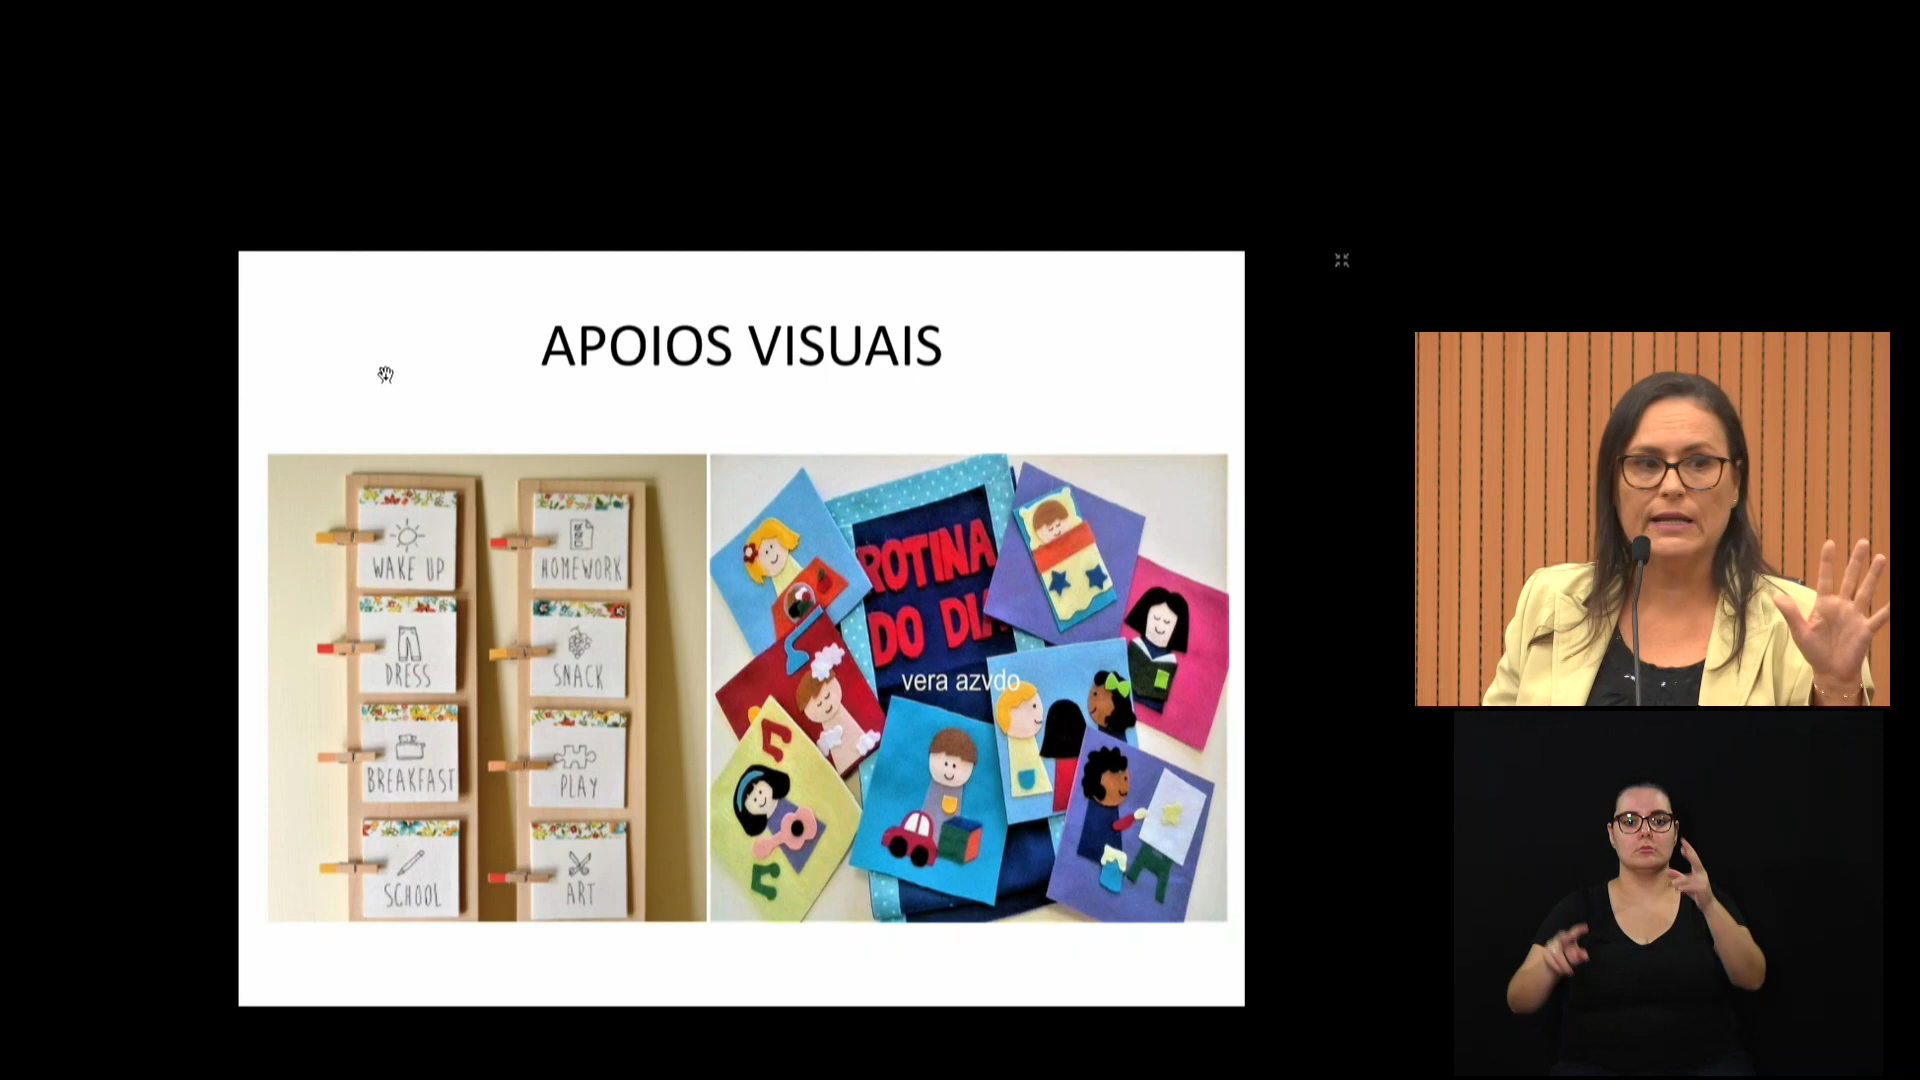 APOIOS VISUAIS
WAKE UP
DRESS
BREAKFAST
SCHOOL
HOMEWORK
SNACK
PLAY
ART
ROTINA
DO DIA
vera azvdo